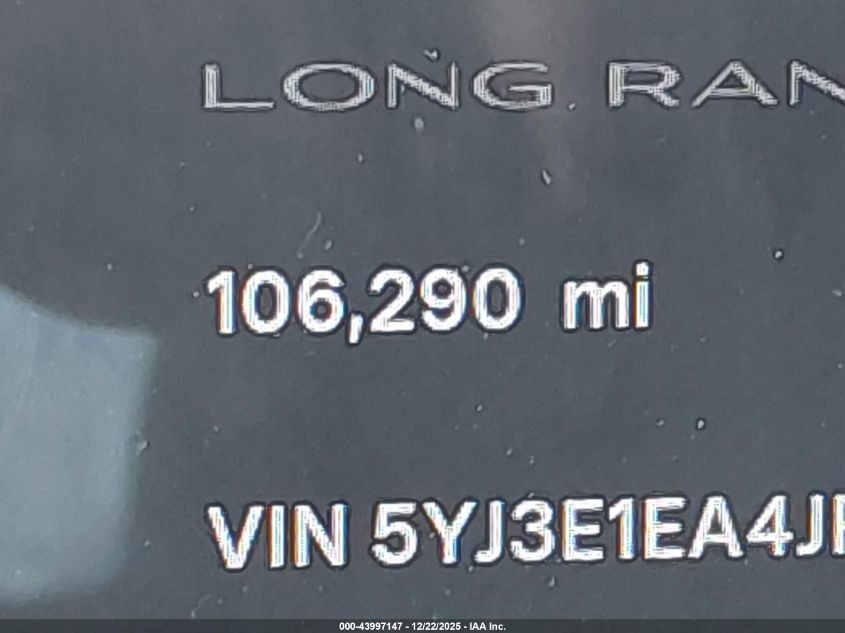 LONG RAN
106,290 mi
VIN 5YJ3E1EA4J
000-43997147 - 12/22/2025 - IAA Inc.